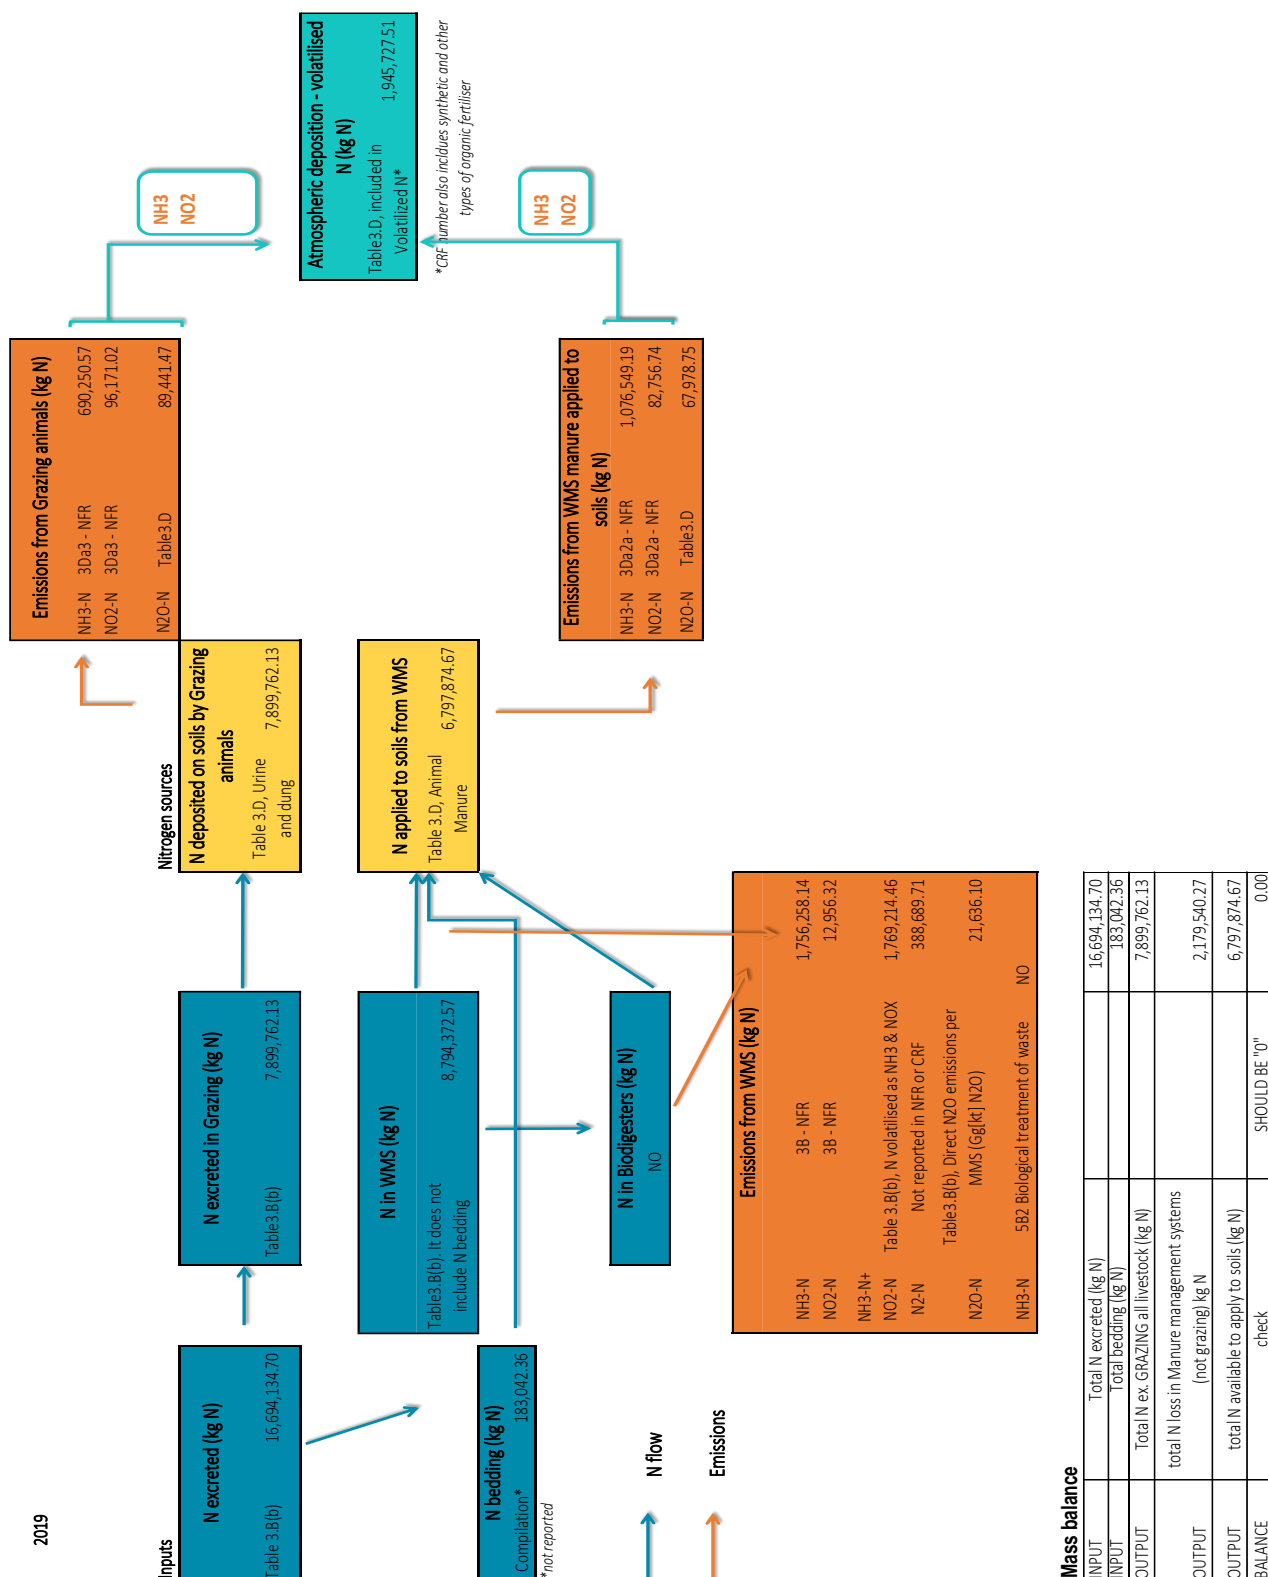 2019
Inputs
N excreted (kg N)
Table 3.B(b) 16,694,134.70
N bedding (kg N)
Compilation* 183,042.36
*not reported
N flow
Emissions
N excreted in Grazing (kg N)
Table3.B(b) 7,899,762.13
N in WMS (kg N)
Table3.B(b). It does not
include N bedding
8,794,372.57
N in Biodigesters (kg N)
NO
Nitrogen sources
N deposited on soils by Grazing
animals
Table 3.D, Urine
and dung
7,899,762.13
N applied to soils from WMS
Table 3.D, Animal
Manure
6,797,874.67
Emissions from WMS (kg N)
NH3-N 3B - NFR 1,756,258.14
NO2-N 3B - NFR 12,956.32
NH3-N+
NO2-N Table 3.B(b), N volatilised as NH3 & NOX 1,769,214.46
N2-N Not reported in NFR or CRF 388,689.71
Table3.B(b), Direct N2O emissions per
N2O-N MMS (Gg[kt] N2O) 21,636.10
NH3-N 5B2 Biological treatment of waste NO
Emissions from Grazing animals (kg N)
NH3-N 3Da3 - NFR 690,250.57
NO2-N 3Da3 - NFR 96,171.02
N2O-N Table3.D 89,441.47
Emissions from WMS manure applied to
soils (kg N)
NH3-N 3Da2a - NFR 1,076,549.19
NO2-N 3Da2a - NFR 82,756.74
N2O-N Table3.D 67,978.75
NH3
NO2
Atmospheric deposition - volatilised
N (kg N)
Table3.D, included in
Volatilized N*
1,945,727.51
*CRF number also incldues synthetic and other
types of organic fertiliser
NH3
NO2
Mass balance
INPUT Total N excreted (kg N) 16,694,134.70
INPUT Total bedding (kg N) 183,042.36
OUTPUT Total N ex. GRAZING all livestock (kg N) 7,899,762.13
total N loss in Manure management systems
OUTPUT (not grazing) kg N 2,179,540.27
OUTPUT total N available to apply to soils (kg N) 6,797,874.67
BALANCE check SHOULD BE "0" 0.00